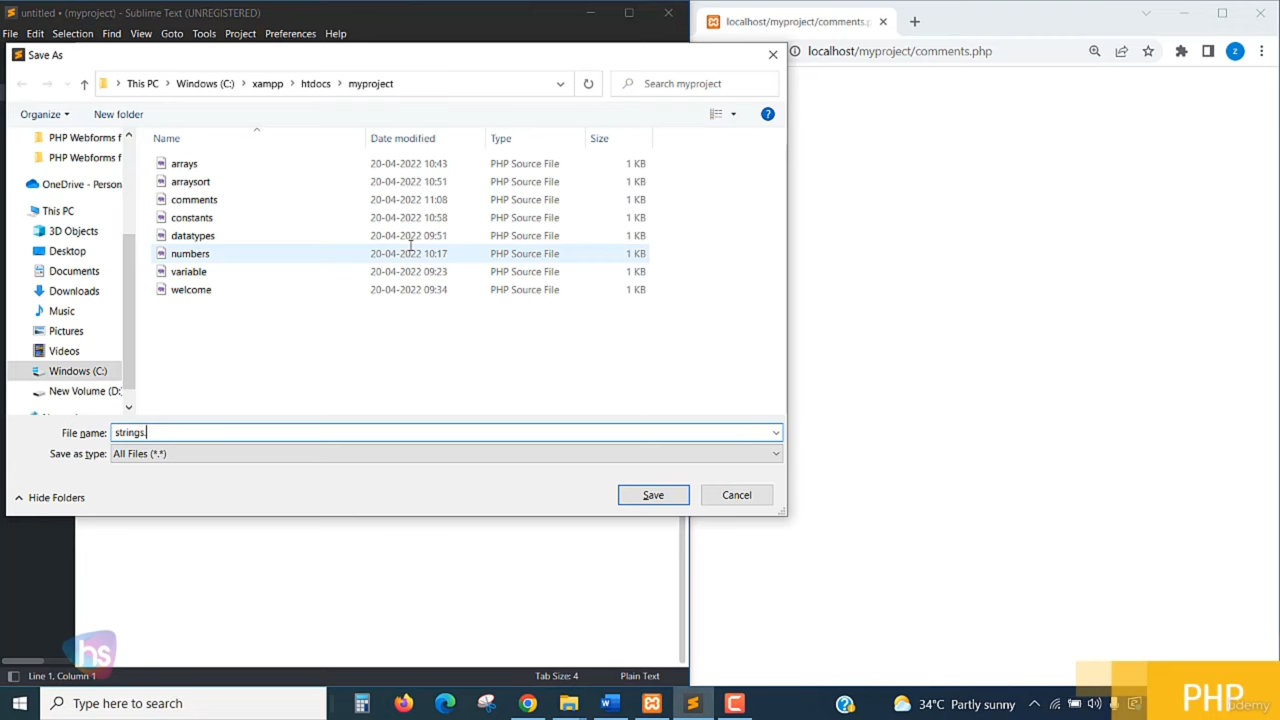 untitled • (myproject) - Sublime Text (UNREGISTERED)
localhost/myproject/comments.p
File Edit Selection Find View Goto Tools Project Preferences Help
localhost/myproject/comments.php
Save As
This PC > Windows (C:) > xampp > htdocs > myproject
Search myproject
Organize
New folder
Name Date modified Type Size
PHP Webforms f
PHP Webforms f
OneDrive - Person
This PC
3D Objects
Desktop
Documents
Downloads
Music
Pictures
Videos
Windows (C:)
New Volume (D:
arrays 20-04-2022 10:43 PHP Source File 1 KB
arraysort 20-04-2022 10:51 PHP Source File 1 KB
comments 20-04-2022 11:08 PHP Source File 1 KB
constants 20-04-2022 10:58 PHP Source File 1 KB
datatypes 20-04-2022 09:51 PHP Source File 1 KB
numbers 20-04-2022 10:17 PHP Source File 1 KB
variable 20-04-2022 09:23 PHP Source File 1 KB
welcome 20-04-2022 09:34 PHP Source File 1 KB
File name: strings.
Save as type: All Files (*.*)
Hide Folders
Save
Cancel
hs
Line 1, Column 1
Tab Size: 4
Plain Text
Type here to search
34°C Partly sunny
PHP
Udemy